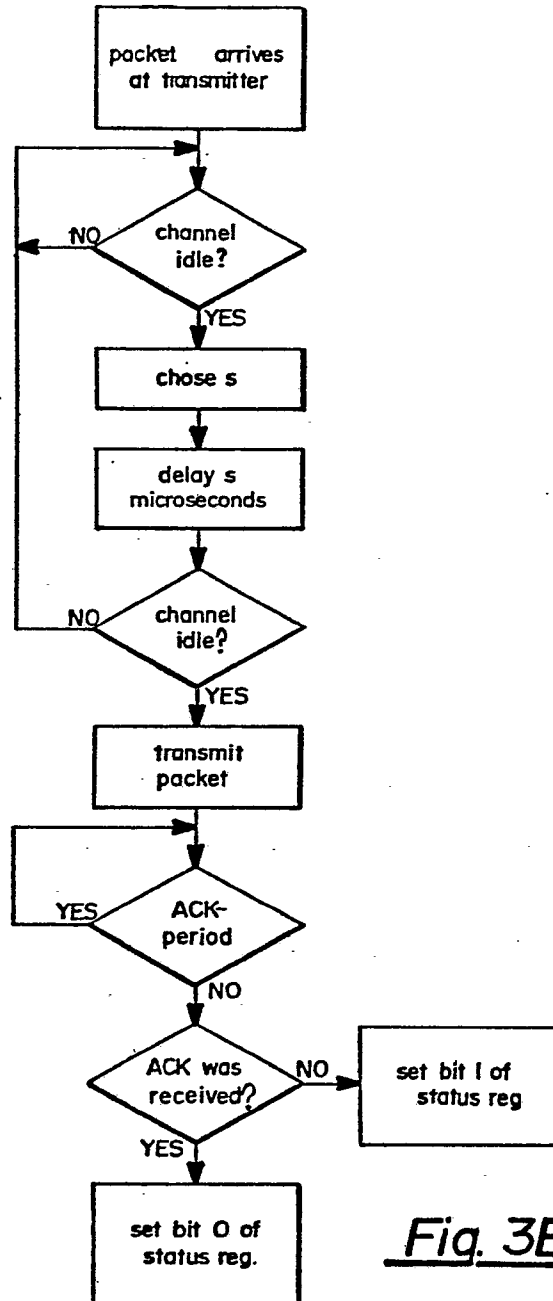 packet arrives
at transmitter
channel
idle?
NO
YES
chose s
delay s
microseconds
channel
idle?
NO
YES
transmit
packet
ACK-
period
YES
NO
ACK was
received?
NO
set bit 1 of
status reg
YES
set bit 0 of
status reg.
Fig. 3B